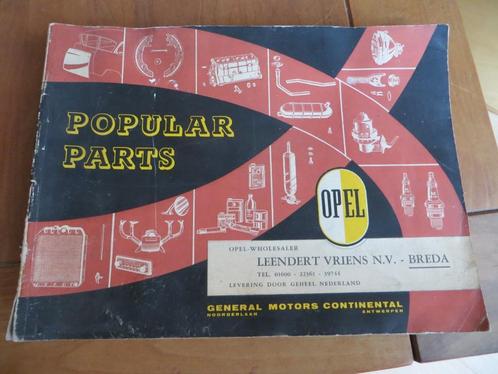 POPULAR
PARTS
OPEL
OPEL-WHOLESALER
LEENDERT VRIENS N.V. - BREDA
TEL. 01600 - 22361 - 39744
LEVERING DOOR GEHEEL NEDERLAND
GENERAL MOTORS CONTINENTAL
NOORDERLAAN ANTWERPEN